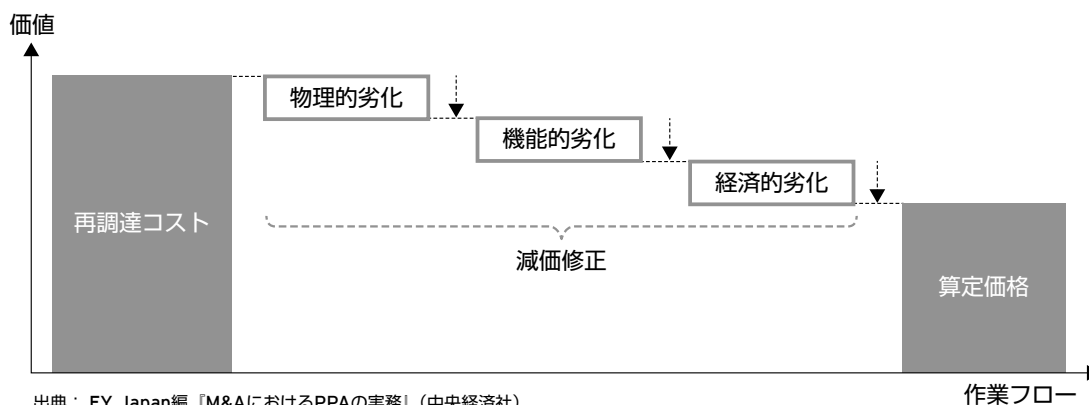 価値
物理的劣化
機能的劣化
経済的劣化
再調達コスト
減価修正
算定価格
作業フロー
出典： EY Japan編『M&AにおけるPPAの実務』（中央経済社）